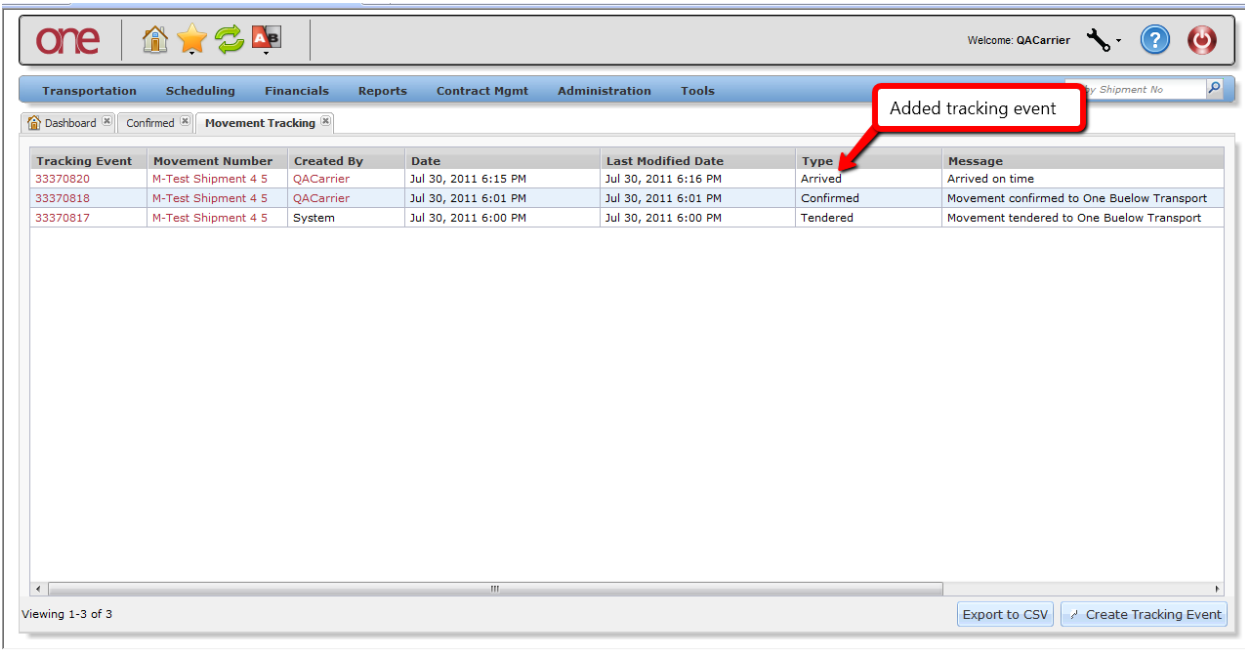 one
A B
Welcome: QACarrier
Transportation Scheduling Financials Reports Contract Mgmt Administration Tools
by Shipment No
Added tracking event
Dashboard Confirmed Movement Tracking
Tracking Event Movement Number Created By Date Last Modified Date Type Message
33370820 M-Test Shipment 4 5 QACarrier Jul 30, 2011 6:15 PM Jul 30, 2011 6:16 PM Arrived Arrived on time
33370818 M-Test Shipment 4 5 QACarrier Jul 30, 2011 6:01 PM Jul 30, 2011 6:01 PM Confirmed Movement confirmed to One Buelow Transport
33370817 M-Test Shipment 4 5 System Jul 30, 2011 6:00 PM Jul 30, 2011 6:00 PM Tendered Movement tendered to One Buelow Transport
Viewing 1-3 of 3
Export to CSV Create Tracking Event